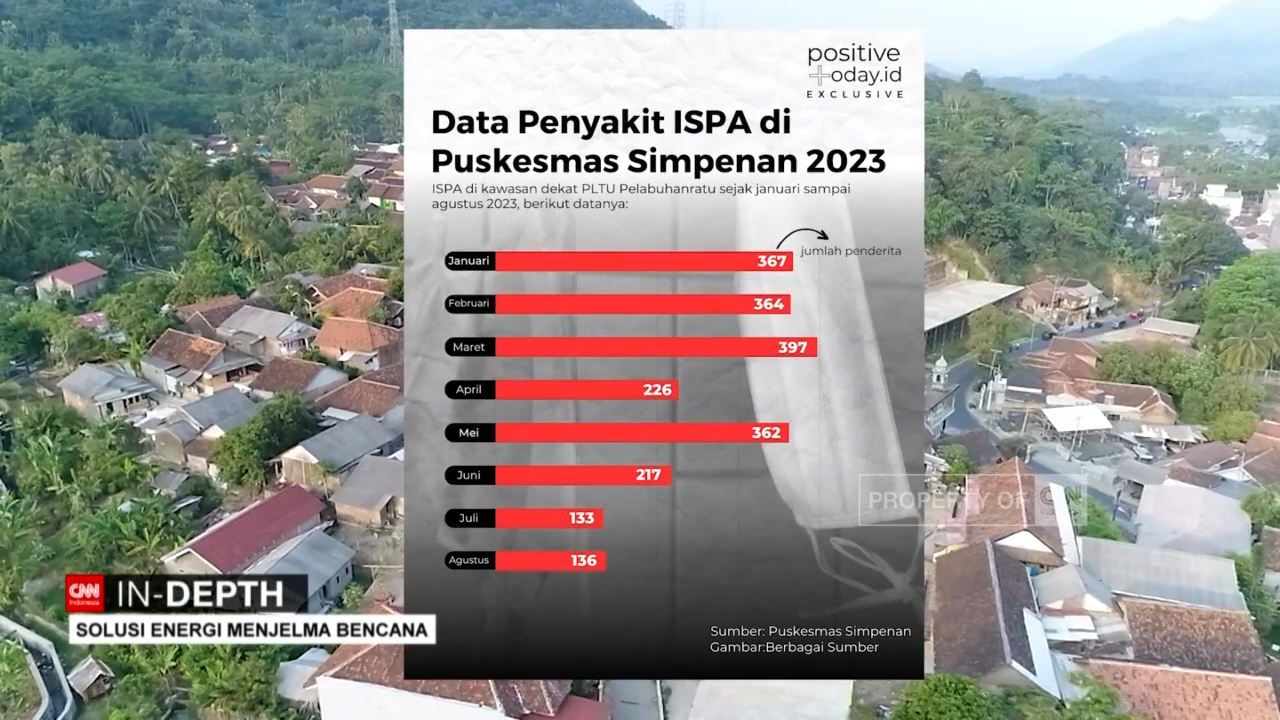 positive
today.id
EXCLUSIVE
Data Penyakit ISPA di
Puskesmas Simpenan 2023
ISPA di kawasan dekat PLTU Pelabuhanratu sejak januari sampai
agustus 2023, berikut datanya:
jumlah penderita
Januari 367
Februari 364
Maret 397
April 226
Mei 362
Juni 217
Juli 133
Agustus 136
PROPERTY OF CNN
Sumber: Puskesmas Simpenan
Gambar:Berbagai Sumber
CNN Indonesia IN-DEPTH
SOLUSI ENERGI MENJELMA BENCANA